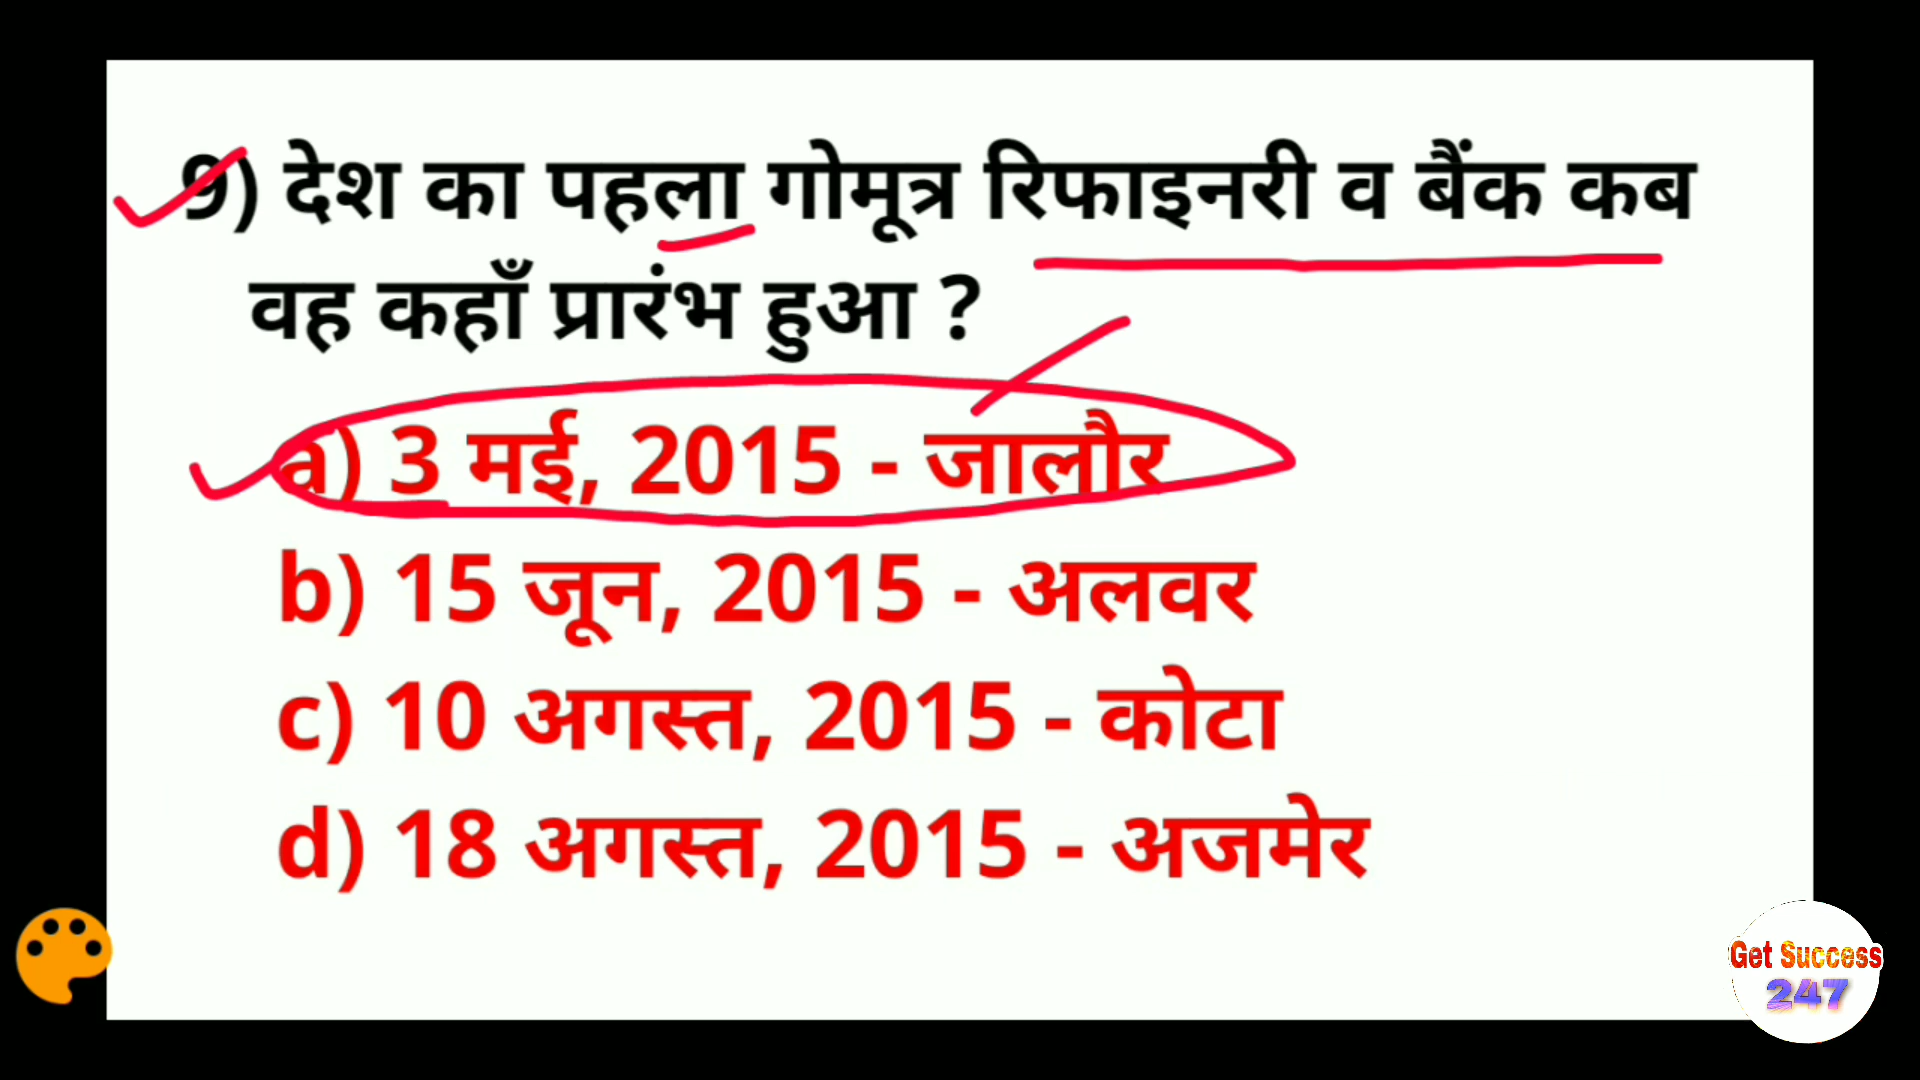 9) देश का पहला गोमूत्र रिफाइनरी व बैंक कब
वह कहाँ प्रारंभ हुआ ?
a) 3 मई, 2015 - जालौर
b) 15 जून, 2015 - अलवर
c) 10 अगस्त, 2015 - कोटा
d) 18 अगस्त, 2015 - अजमेर
Get Success
247